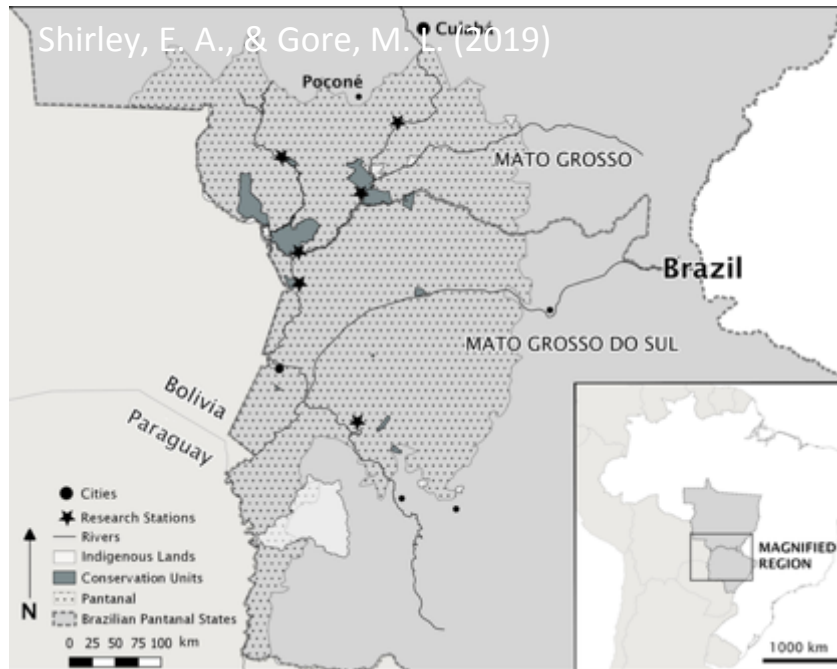 Shirley, E. A., & Gore, M. L. (2019)
Cuiabá
Poconé
MATO GROSSO
Brazil
MATO GROSSO DO SUL
Bolivia
Paraguay
Cities
Research Stations
Rivers
Indigenous Lands
Conservation Units
Pantanal
Brazilian Pantanal States
N
0 25 50 75 100 km
MAGNIFIED
REGION
1000 km